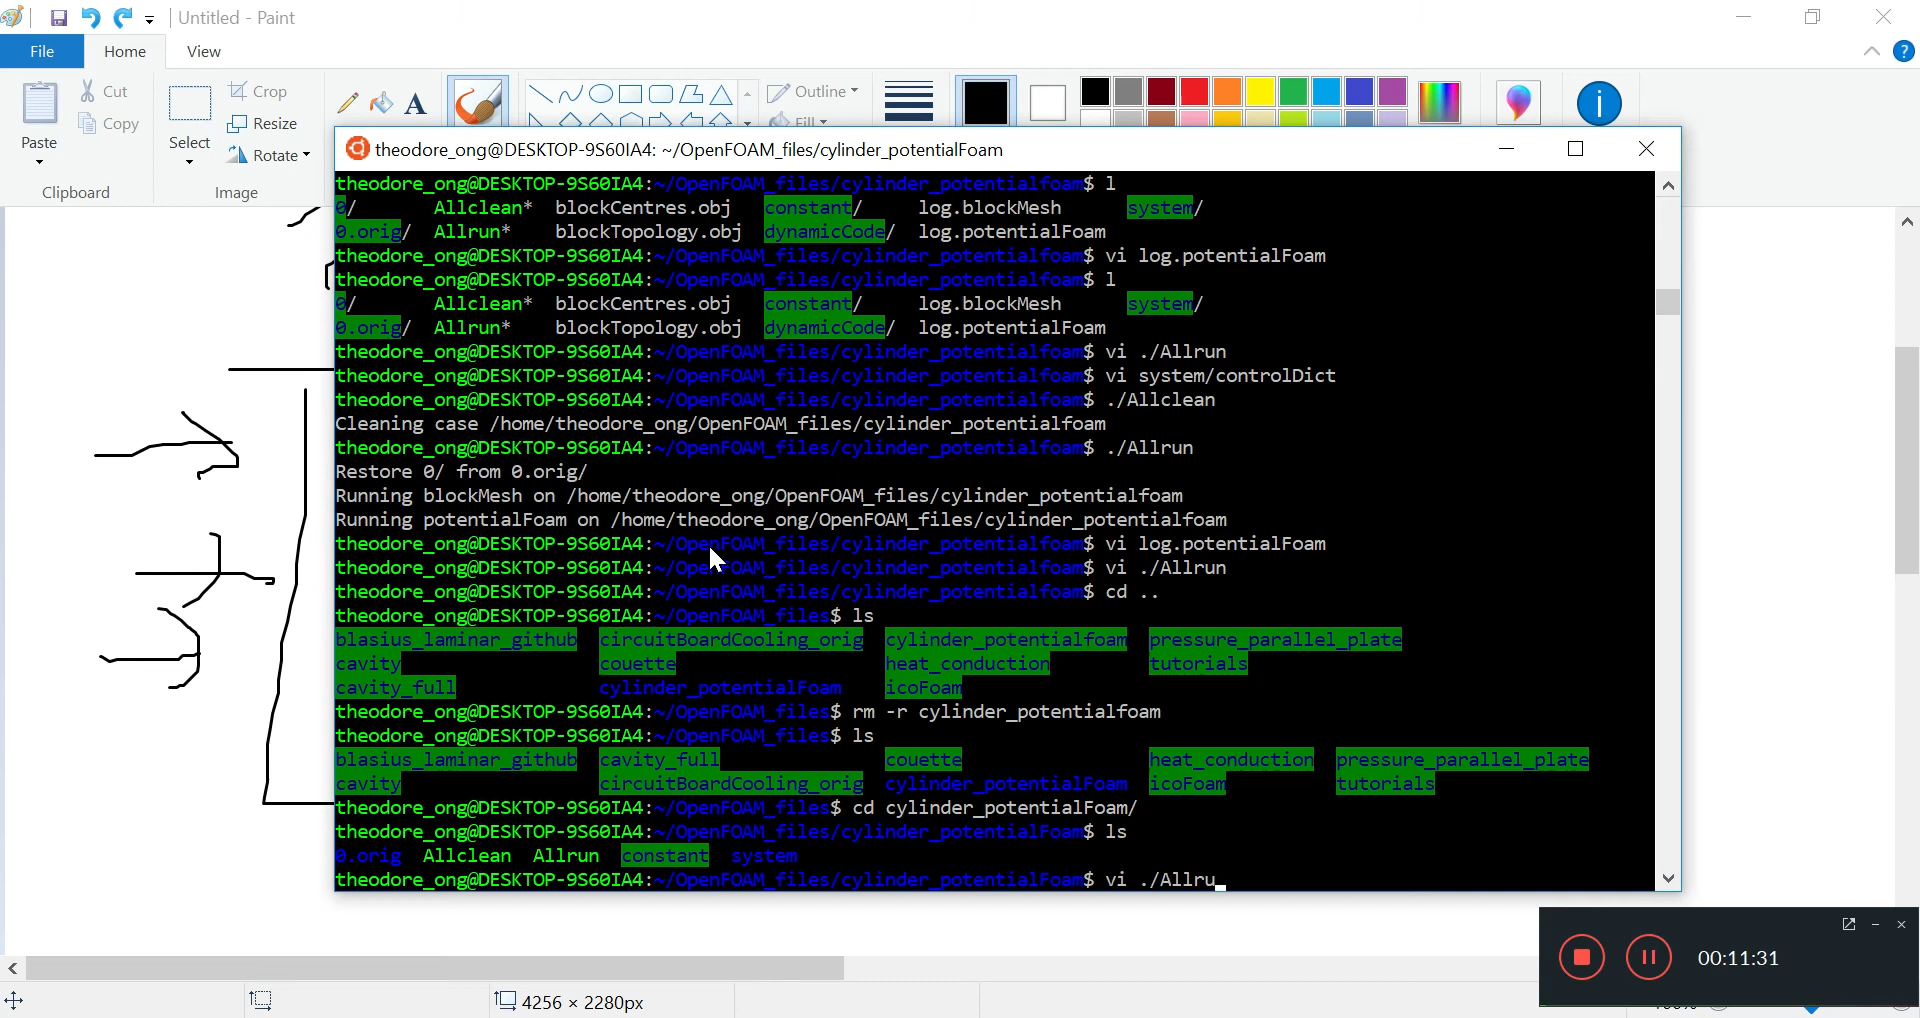 Untitled - Paint
File Home View
Paste
Cut
Copy
Clipboard
Select
Crop
Resize
Rotate
Image
Outline
Fill
theodore_ong@DESKTOP-9S60IA4: ~/OpenFOAM_files/cylinder_potentialFoam
theodore_ong@DESKTOP-9S60IA4:~/OpenFOAM_files/cylinder_potentialfoam$ l
0/ Allclean* blockCentres.obj constant/ log.blockMesh system/
0.orig/ Allrun* blockTopology.obj dynamicCode/ log.potentialFoam
theodore_ong@DESKTOP-9S60IA4:~/OpenFOAM_files/cylinder_potentialfoam$ vi log.potentialFoam
theodore_ong@DESKTOP-9S60IA4:~/OpenFOAM_files/cylinder_potentialfoam$ l
0/ Allclean* blockCentres.obj constant/ log.blockMesh system/
0.orig/ Allrun* blockTopology.obj dynamicCode/ log.potentialFoam
theodore_ong@DESKTOP-9S60IA4:~/OpenFOAM_files/cylinder_potentialfoam$ vi ./Allrun
theodore_ong@DESKTOP-9S60IA4:~/OpenFOAM_files/cylinder_potentialfoam$ vi system/controlDict
theodore_ong@DESKTOP-9S60IA4:~/OpenFOAM_files/cylinder_potentialfoam$ ./Allclean
Cleaning case /home/theodore_ong/OpenFOAM_files/cylinder_potentialfoam
theodore_ong@DESKTOP-9S60IA4:~/OpenFOAM_files/cylinder_potentialfoam$ ./Allrun
Restore 0/ from 0.orig/
Running blockMesh on /home/theodore_ong/OpenFOAM_files/cylinder_potentialfoam
Running potentialFoam on /home/theodore_ong/OpenFOAM_files/cylinder_potentialfoam
theodore_ong@DESKTOP-9S60IA4:~/OpenFOAM_files/cylinder_potentialfoam$ vi log.potentialFoam
theodore_ong@DESKTOP-9S60IA4:~/OpenFOAM_files/cylinder_potentialfoam$ vi ./Allrun
theodore_ong@DESKTOP-9S60IA4:~/OpenFOAM_files/cylinder_potentialfoam$ cd ..
theodore_ong@DESKTOP-9S60IA4:~/OpenFOAM_files$ ls
blasius_laminar_github circuitBoardCooling_orig cylinder_potentialfoam pressure_parallel_plate
cavity couette heat_conduction tutorials
cavity_full cylinder_potentialFoam icoFoam
theodore_ong@DESKTOP-9S60IA4:~/OpenFOAM_files$ rm -r cylinder_potentialfoam
theodore_ong@DESKTOP-9S60IA4:~/OpenFOAM_files$ ls
blasius_laminar_github cavity_full couette heat_conduction pressure_parallel_plate
cavity circuitBoardCooling_orig cylinder_potentialFoam icoFoam tutorials
theodore_ong@DESKTOP-9S60IA4:~/OpenFOAM_files$ cd cylinder_potentialFoam/
theodore_ong@DESKTOP-9S60IA4:~/OpenFOAM_files/cylinder_potentialFoam$ ls
0.orig Allclean Allrun constant system
theodore_ong@DESKTOP-9S60IA4:~/OpenFOAM_files/cylinder_potentialFoam$ vi ./Allru
00:11:31
4256 × 2280px